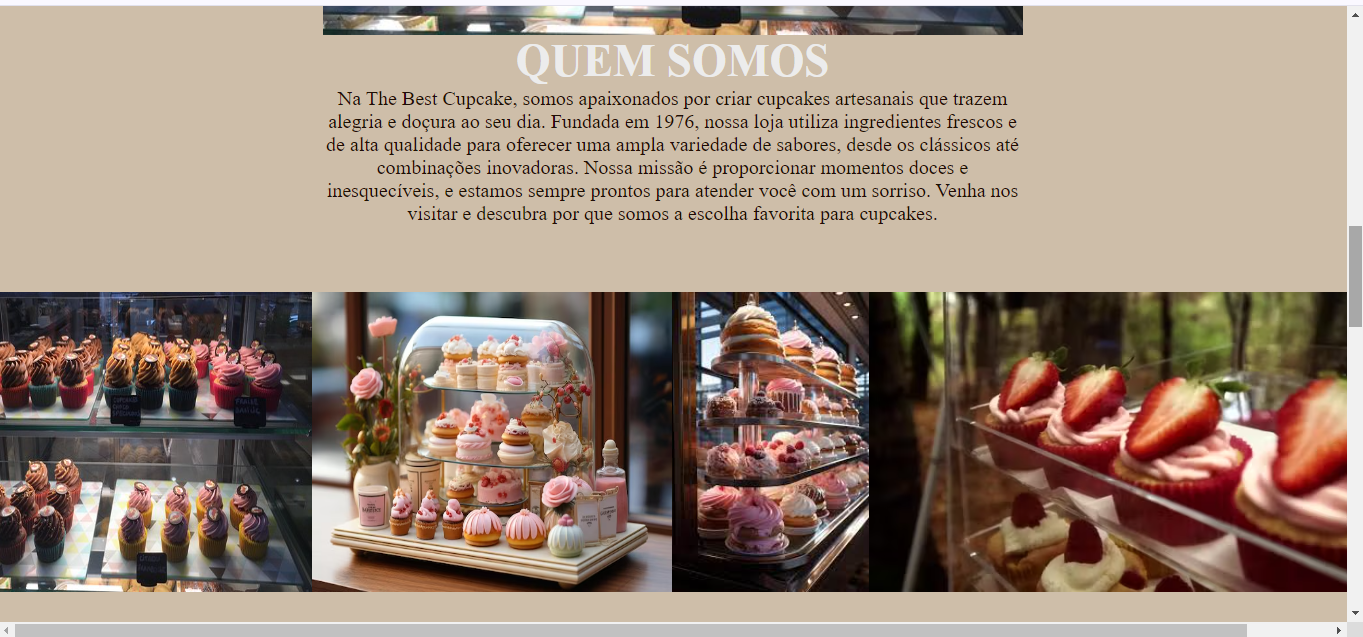 QUEM SOMOS
Na The Best Cupcake, somos apaixonados por criar cupcakes artesanais que trazem
alegria e doçura ao seu dia. Fundada em 1976, nossa loja utiliza ingredientes frescos e
de alta qualidade para oferecer uma ampla variedade de sabores, desde os clássicos até
combinações inovadoras. Nossa missão é proporcionar momentos doces e
inesquecíveis, e estamos sempre prontos para atender você com um sorriso. Venha nos
visitar e descubra por que somos a escolha favorita para cupcakes.